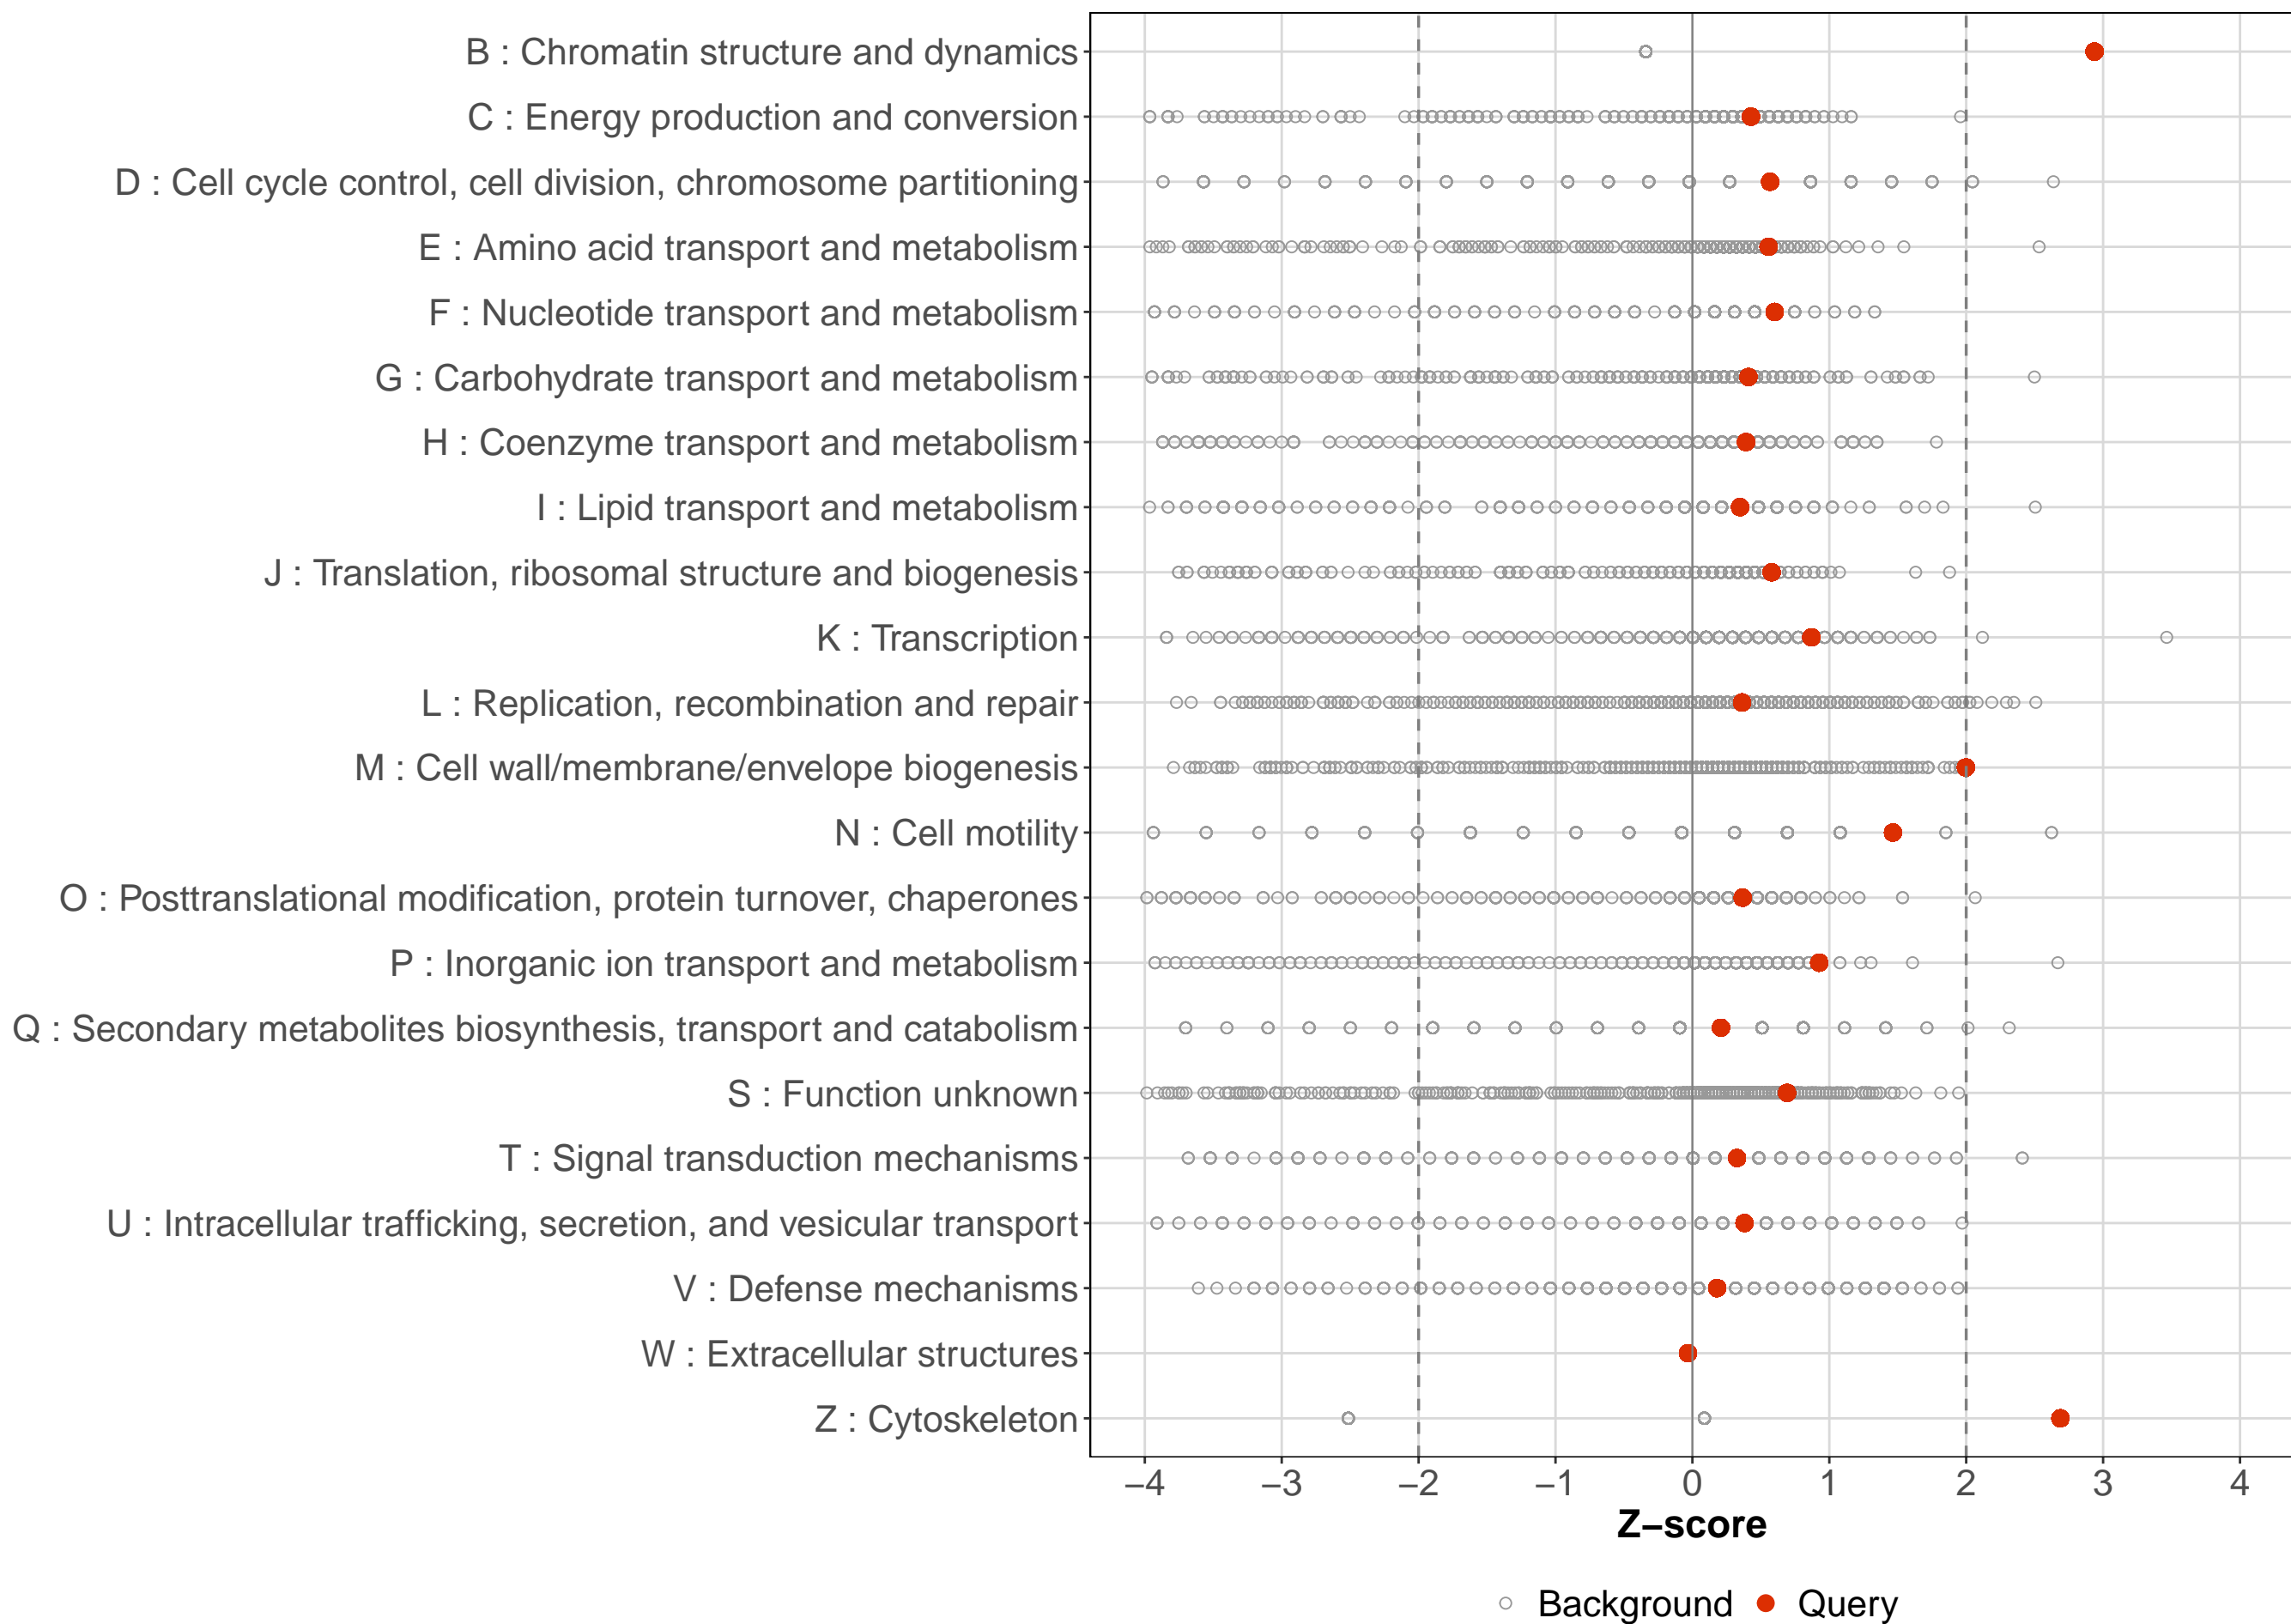 B : Chromatin structure and dynamics
C : Energy production and conversion
D : Cell cycle control, cell division, chromosome partitioning
E : Amino acid transport and metabolism
F : Nucleotide transport and metabolism
G : Carbohydrate transport and metabolism
H : Coenzyme transport and metabolism
I : Lipid transport and metabolism
J : Translation, ribosomal structure and biogenesis
K : Transcription
L : Replication, recombination and repair
M : Cell wall/membrane/envelope biogenesis
N : Cell motility
O : Posttranslational modification, protein turnover, chaperones
P : Inorganic ion transport and metabolism
Q : Secondary metabolites biosynthesis, transport and catabolism
S : Function unknown
T : Signal transduction mechanisms
U : Intracellular trafficking, secretion, and vesicular transport
V : Defense mechanisms
W : Extracellular structures
Z : Cytoskeleton
−4 −3 −2 −1 0 1 2 3 4
Z−score
Background Query